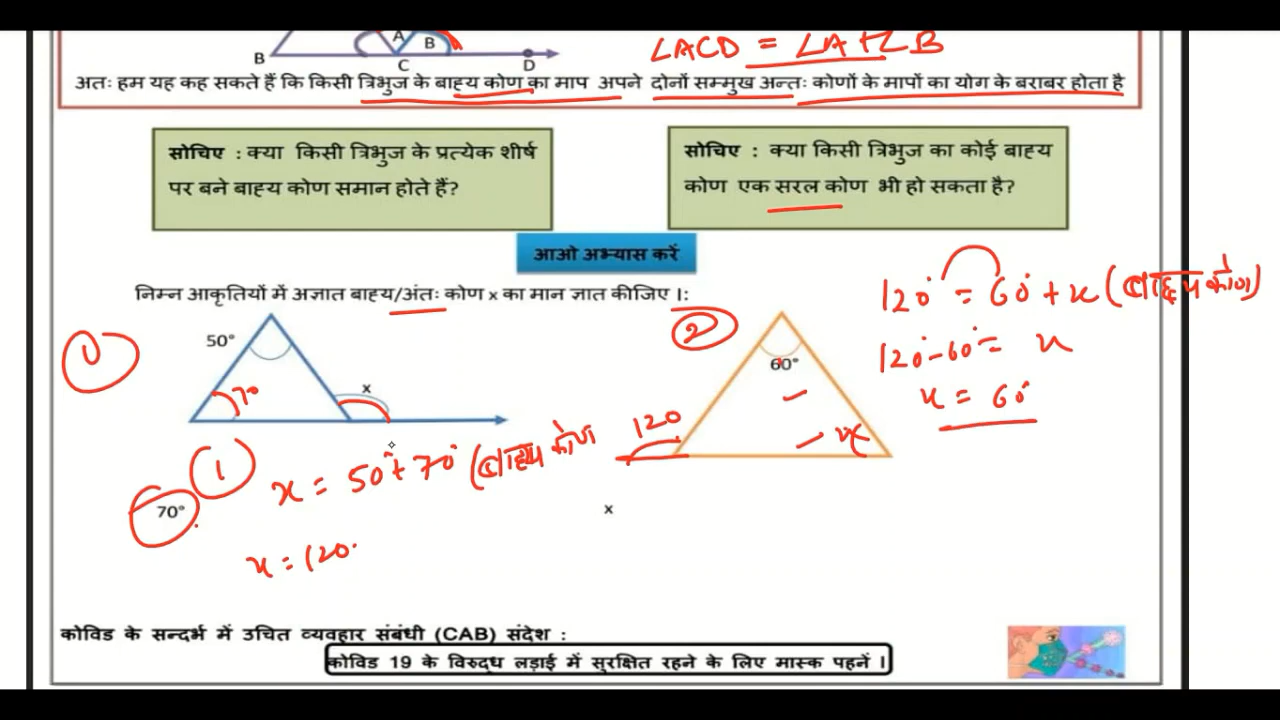 A
B
B
C
D
∠ACD = ∠A+∠B
अतः हम यह कह सकते हैं कि किसी त्रिभुज के बाह्य कोण का माप अपने दोनों सम्मुख अन्तः कोणों के मापों का योग के बराबर होता है
सोचिए : क्या किसी त्रिभुज के प्रत्येक शीर्ष
पर बने बाह्य कोण समान होते हैं?
सोचिए : क्या किसी त्रिभुज का कोई बाह्य
कोण एक सरल कोण भी हो सकता है?
आओ अभ्यास करें
निम्न आकृतियों में अज्ञात बाह्य/अंतः कोण x का मान ज्ञात कीजिए ।:
50°
70
x
1
x = 50°+70° (बाह्य कोण
70°
x = 120°
2
60°
120
x
x
120° = 60°+x (बाह्य कोण)
120°-60° = x
x = 60°
कोविड के सन्दर्भ में उचित व्यवहार संबंधी (CAB) संदेश :
कोविड 19 के विरुद्ध लड़ाई में सुरक्षित रहने के लिए मास्क पहनें ।